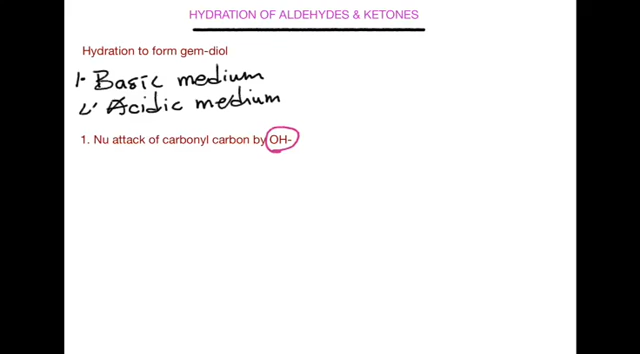 HYDRATION OF ALDEHYDES & KETONES
Hydration to form gem-diol
1. Basic medium
2. Acidic medium
1. Nu attack of carbonyl carbon by OH-